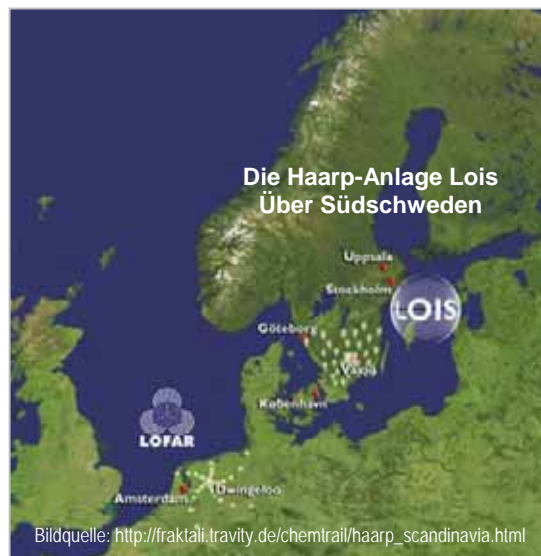 Die Haarp-Anlage Lois
Über Südschweden
Uppsala
Stockholm
LOIS
Göteborg
Växjö
København
LOFAR
Dwingeloo
Amsterdam
Bildquelle: http://fraktali.travity.de/chemtrail/haarp_scandinavia.html